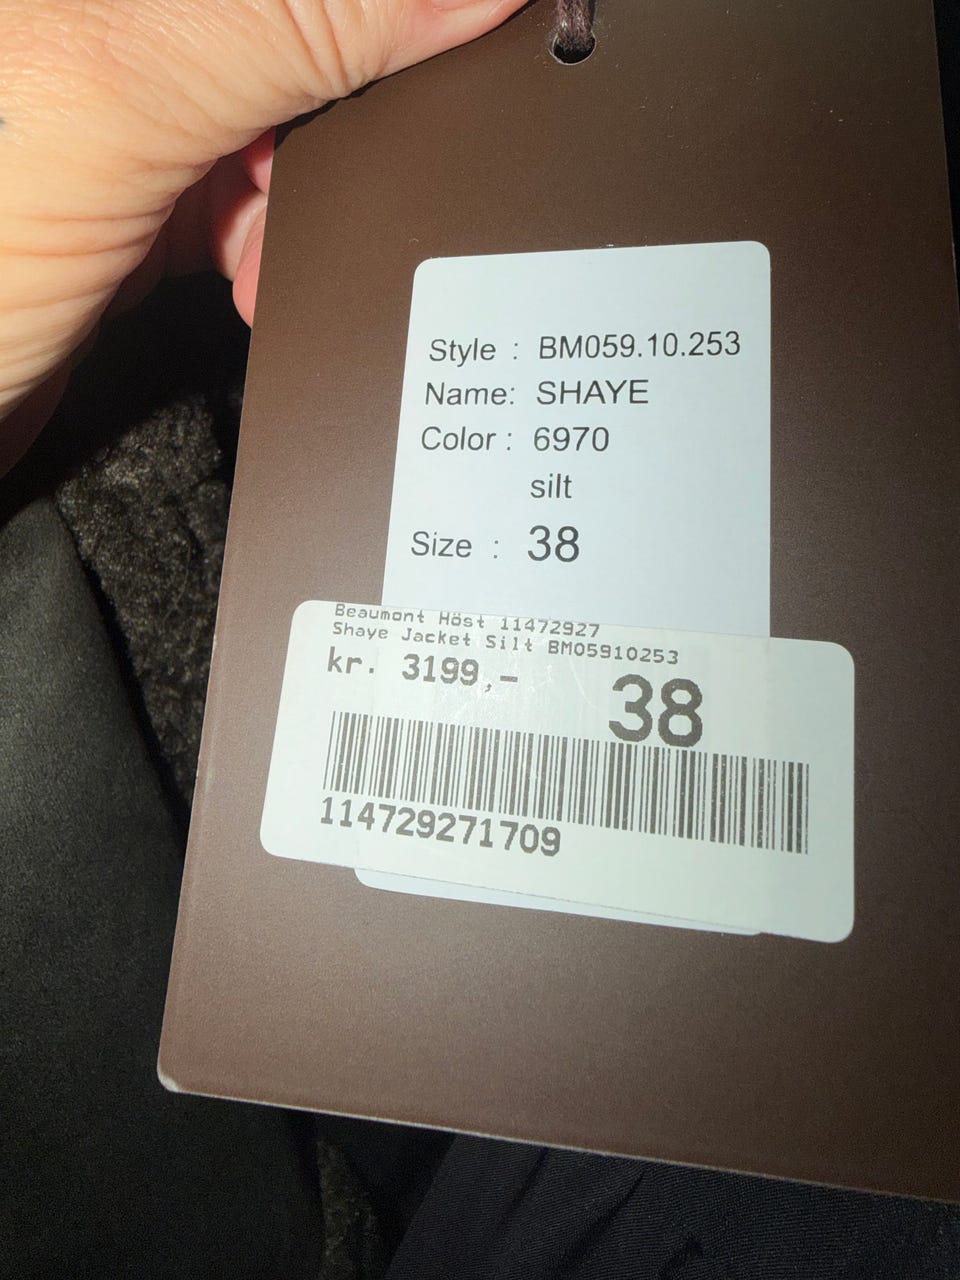 Style : BM059.10.253
Name: SHAYE
Color : 6970
silt
Size : 38
Beaumont Höst 11472927
Shaye Jacket Silt BM05910253
kr. 3199,- 38
114729271709